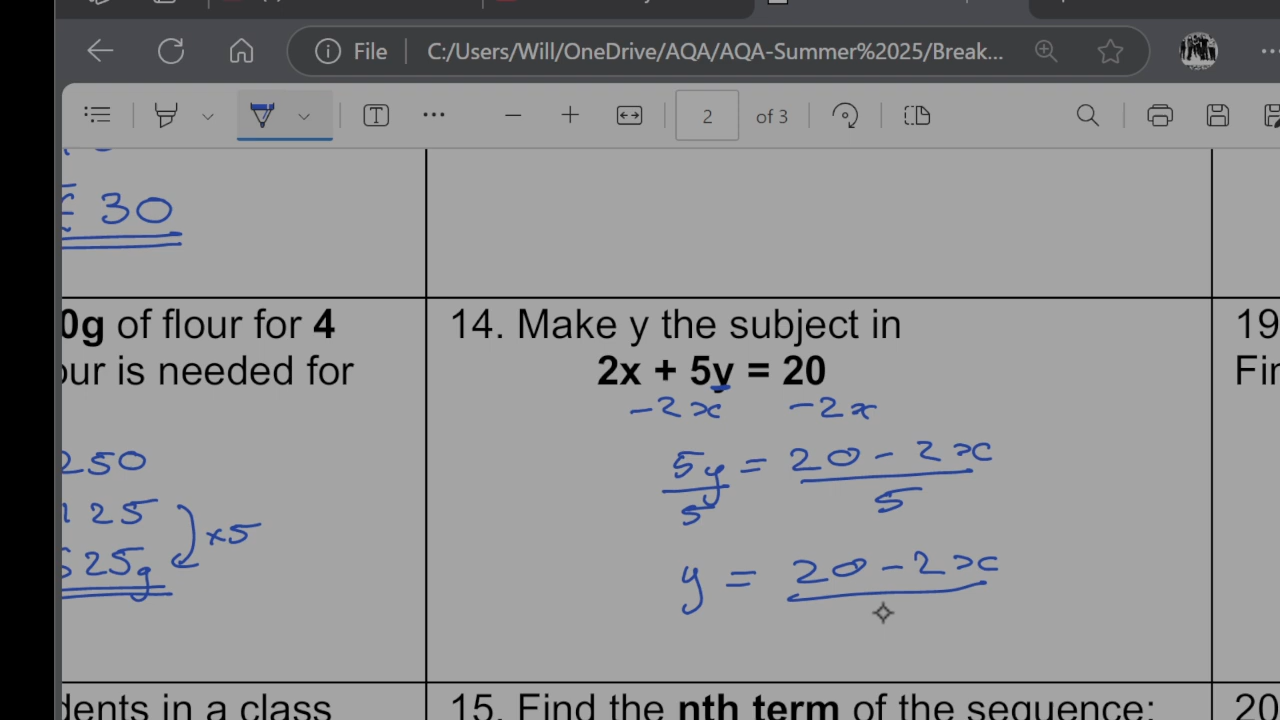 File C:/Users/Will/OneDrive/AQA/AQA-Summer%2025/Break...
2 of 3
30
0g of flour for 4
our is needed for
250
125
×5
625g
14. Make y the subject in
2x + 5y = 20
-2x -2x
5y/5 = 20 - 2x/5
y = 20 - 2x
19
Fin
dents in a class
15. Find the nth term of the sequence:
20